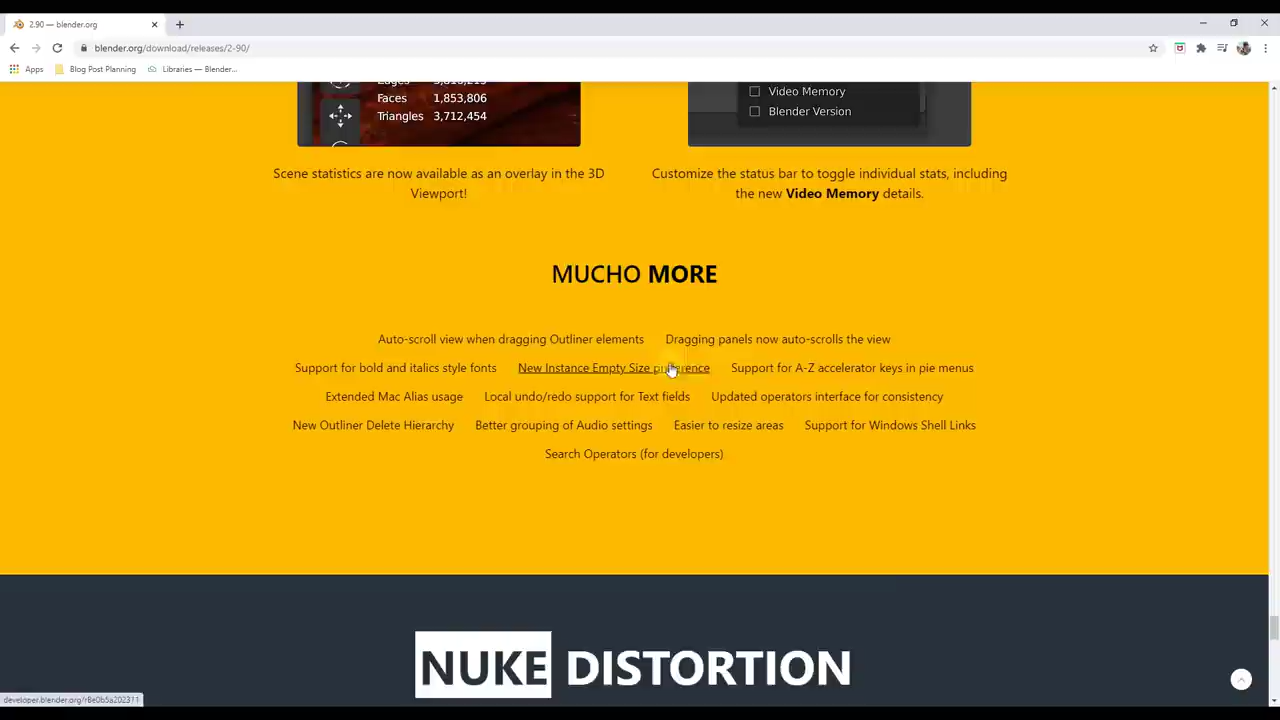 2.90 — blender.org
blender.org/download/releases/2-90/
Apps
Blog Post Planning
Libraries — Blender...
Faces 1,853,806
Triangles 3,712,454
Video Memory
Blender Version
Scene statistics are now available as an overlay in the 3D
Viewport!
Customize the status bar to toggle individual stats, including
the new Video Memory details.
MUCHO MORE
Auto-scroll view when dragging Outliner elements
Dragging panels now auto-scrolls the view
Support for bold and italics style fonts
New Instance Empty Size preference
Support for A-Z accelerator keys in pie menus
Extended Mac Alias usage
Local undo/redo support for Text fields
Updated operators interface for consistency
New Outliner Delete Hierarchy
Better grouping of Audio settings
Easier to resize areas
Support for Windows Shell Links
Search Operators (for developers)
NUKE DISTORTION